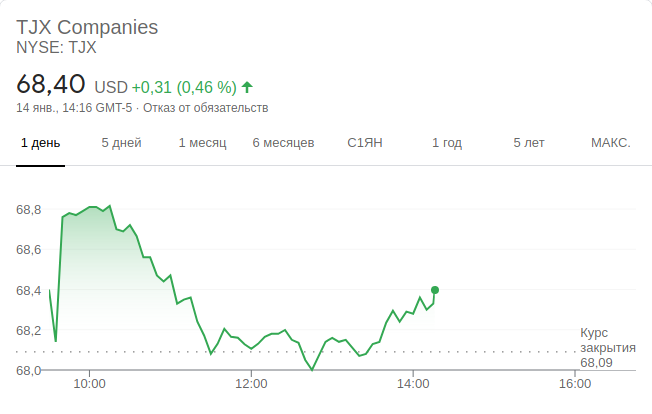 TJX Companies
NYSE: TJX
68,40 USD +0,31 (0,46 %)
14 янв., 14:16 GMT-5 · Отказ от обязательств
1 день 5 дней 1 месяц 6 месяцев С1ЯН 1 год 5 лет МАКС.
68,8
68,6
68,4
68,2
Курс
закрытия
68,09
68,0
10:00 12:00 14:00 16:00